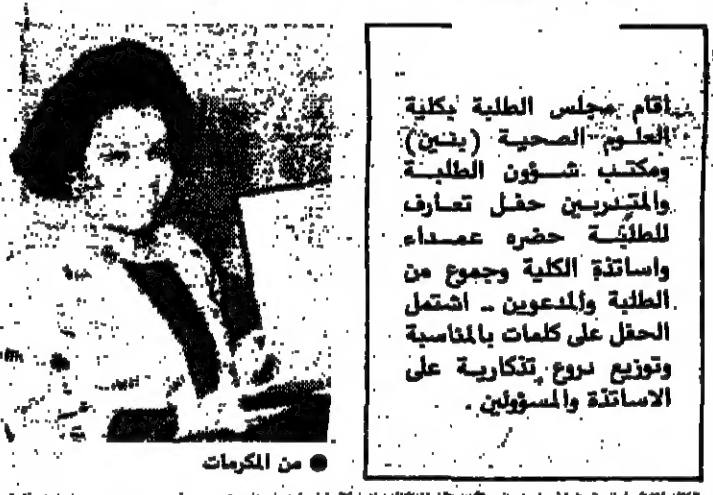 أقام مجلس الطلبة بكلية
العلوم الصحية (بنين)
ومكتب شؤون الطلبة
والمتدربين حفل تعارف
للطلبة حضره عمداء
واساتذة الكلية وجموع من
الطلبة والمدعوين .. اشتمل
الحفل على كلمات بالمناسبة
وتوزيع دروع تذكارية على
الاساتذة والمسؤولين .
● من المكرمات